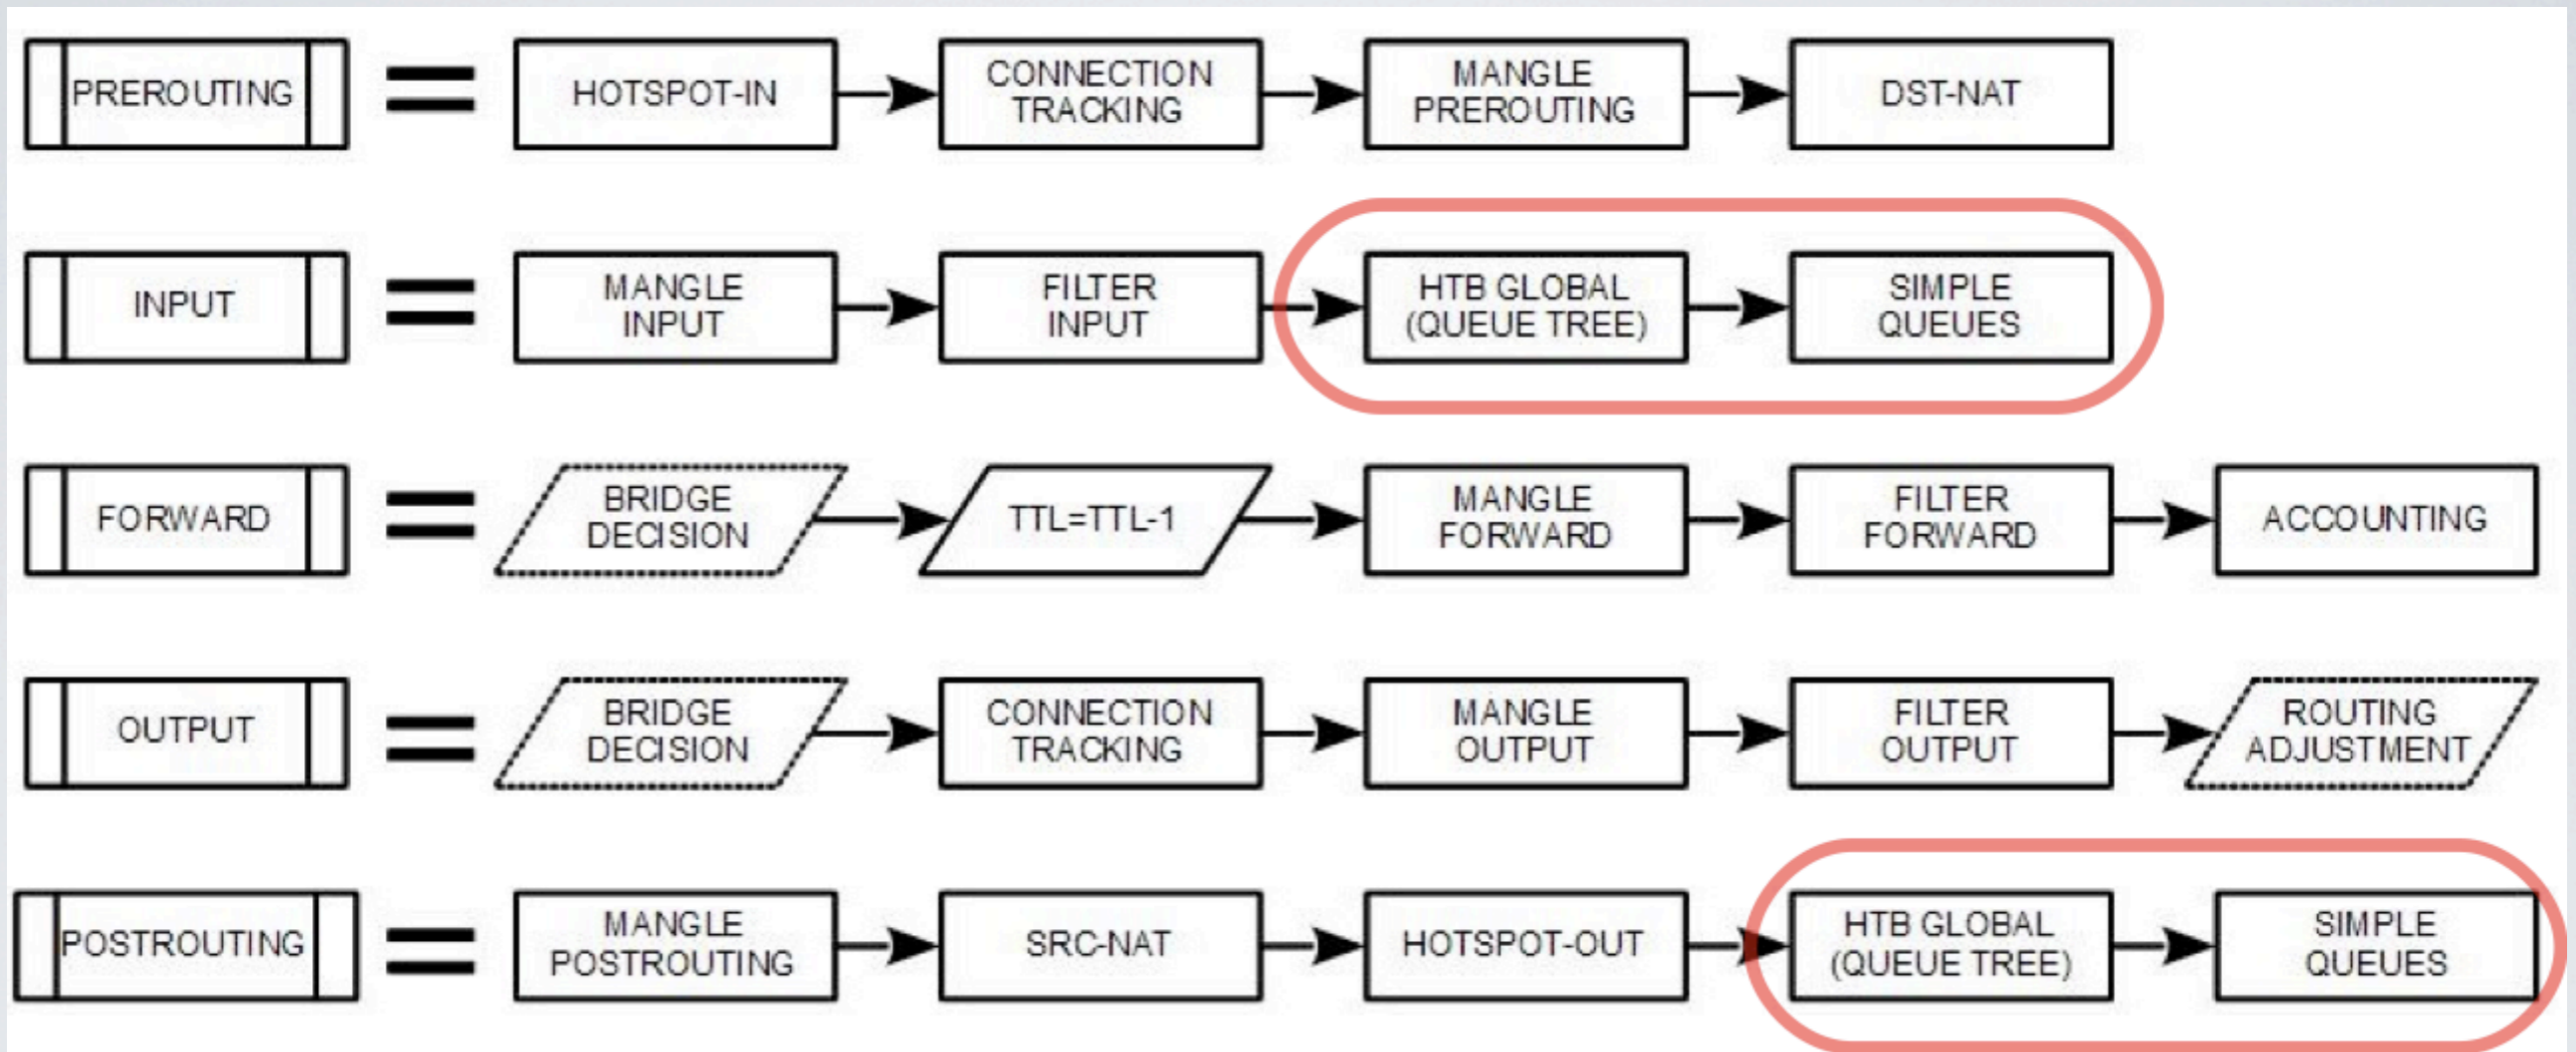 PREROUTING
HOTSPOT-IN
CONNECTION
TRACKING
MANGLE
PREROUTING
DST-NAT
INPUT
MANGLE
INPUT
FILTER
INPUT
HTB GLOBAL
(QUEUE TREE)
SIMPLE
QUEUES
FORWARD
BRIDGE
DECISION
TTL=TTL-1
MANGLE
FORWARD
FILTER
FORWARD
ACCOUNTING
OUTPUT
BRIDGE
DECISION
CONNECTION
TRACKING
MANGLE
OUTPUT
FILTER
OUTPUT
ROUTING
ADJUSTMENT
POSTROUTING
MANGLE
POSTROUTING
SRC-NAT
HOTSPOT-OUT
HTB GLOBAL
(QUEUE TREE)
SIMPLE
QUEUES